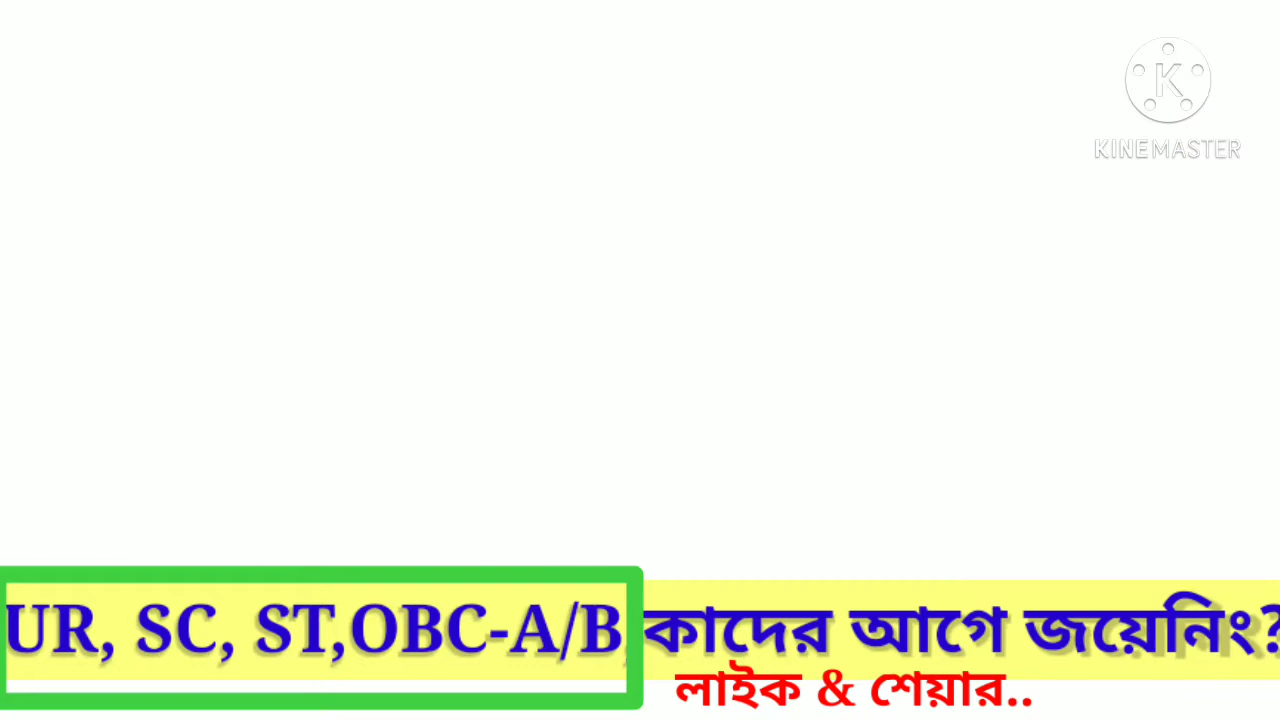 K
KINEMASTER
UR, SC, ST,OBC-A/B, কাদের আগে জয়েনিং?
লাইক & শেয়ার..